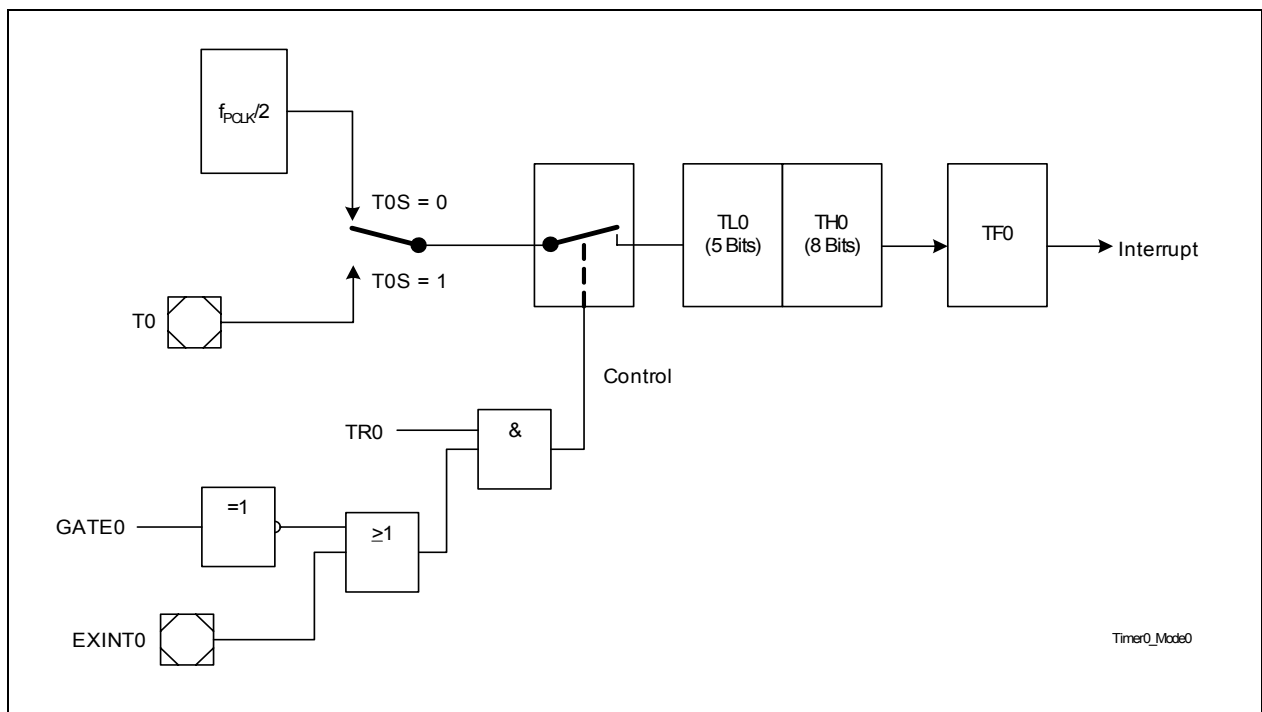 fPCLK/2
T0S = 0
TL0
(5 Bits)
TH0
(8 Bits)
TF0
Interrupt
T0S = 1
T0
Control
TR0
&
=1
GATE0
≥1
EXINT0
Timer0_Mode0